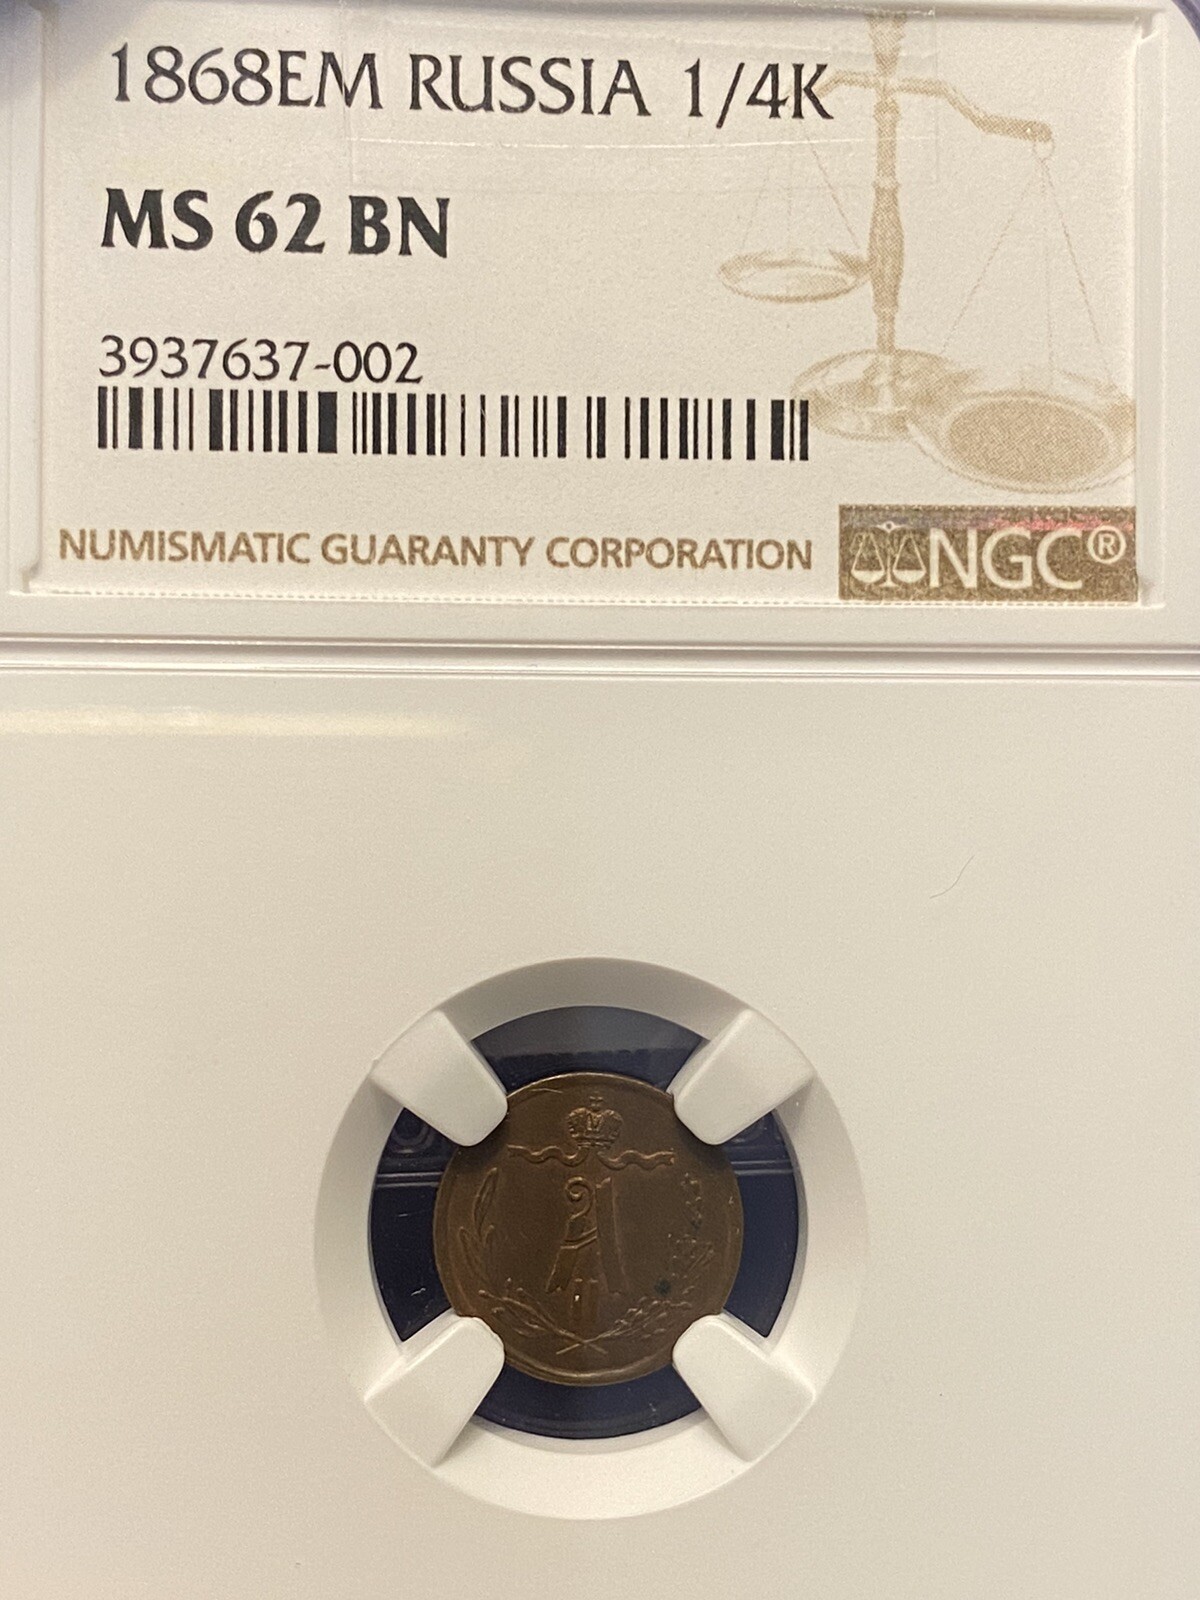 1868EM RUSSIA 1/4K
MS 62 BN
3937637-002
NUMISMATIC GUARANTY CORPORATION
NGC®